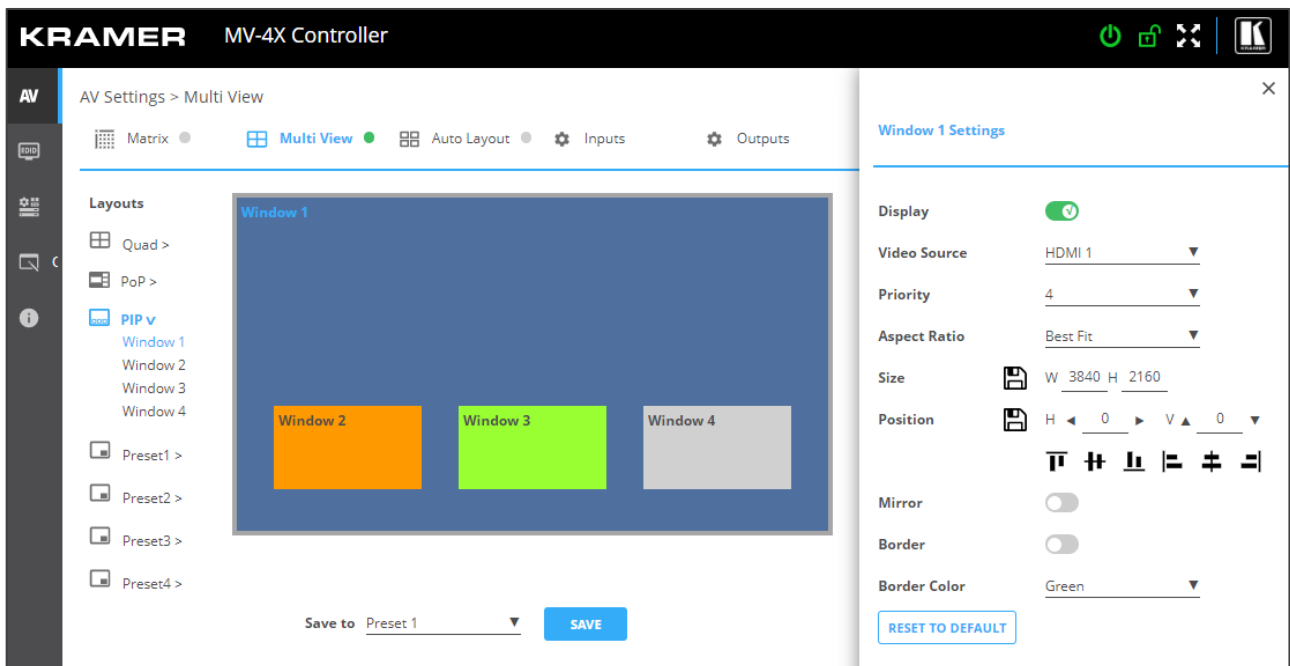 KRAMER MV-4X Controller
KRAMER
AV
AV Settings > Multi View
Matrix Multi View Auto Layout Inputs Outputs
EDID
Layouts
Quad >
PoP >
PIP v
Window 1
Window 2
Window 3
Window 4
Preset1 >
Preset2 >
Preset3 >
Preset4 >
Window 1
Window 2 Window 3 Window 4
Save to Preset 1 ▼ SAVE
Window 1 Settings
Display
Video Source HDMI 1 ▼
Priority 4 ▼
Aspect Ratio Best Fit ▼
Size W 3840 H 2160
Position H ◄ 0 ► V ▲ 0 ▼
Mirror
Border
Border Color Green ▼
RESET TO DEFAULT